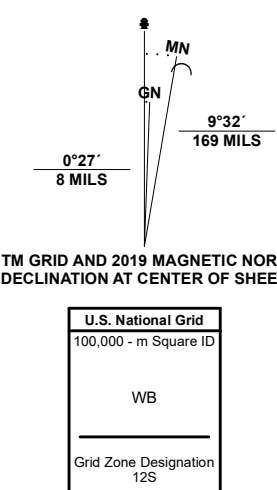 MN
GN
9°32´
169 MILS
0°27´
8 MILS
TM GRID AND 2019 MAGNETIC NOR
DECLINATION AT CENTER OF SHEE
U.S. National Grid
100,000 - m Square ID
WB
Grid Zone Designation
12S